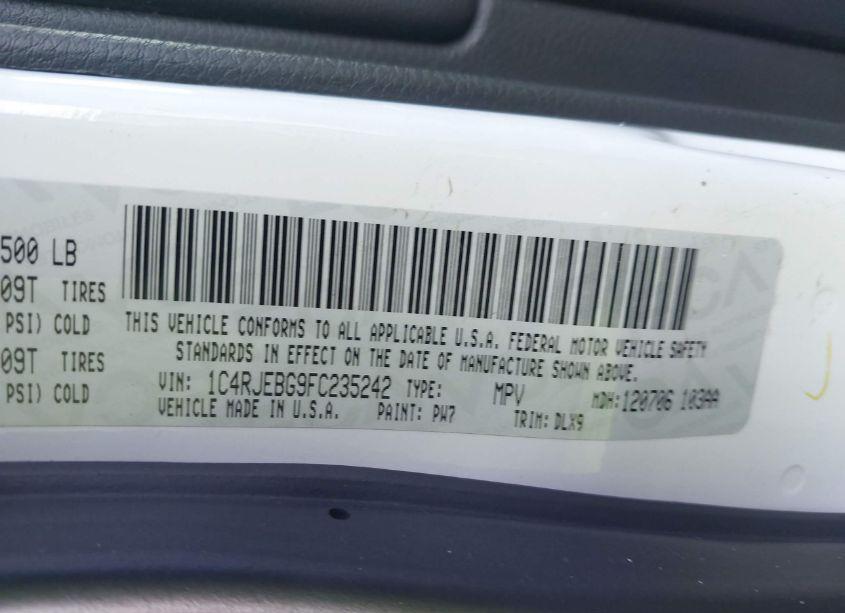 500 LB
09T TIRES
PSI) COLD
09T TIRES
PSI) COLD
THIS VEHICLE CONFORMS TO ALL APPLICABLE U.S.A. FEDERAL MOTOR VEHICLE SAFETY
STANDARDS IN EFFECT ON THE DATE OF MANUFACTURE SHOWN ABOVE.
VIN: 1C4RJEBG9FC235242 TYPE: MPV MDH:120706 103AA
VEHICLE MADE IN U.S.A. PAINT: PW7 TRIM: DLX9